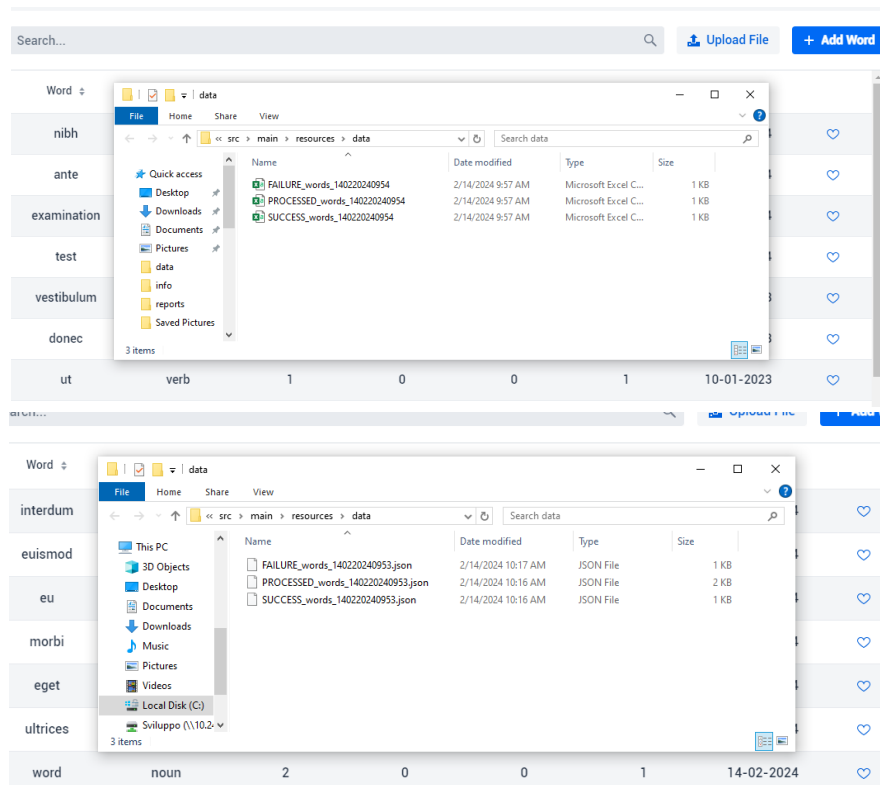 Search...
Upload File
+ Add Word
Word
data
File Home Share View
« src › main › resources › data
Search data
Name Date modified Type Size
Quick access
Desktop
Downloads
Documents
Pictures
data
info
reports
Saved Pictures
FAILURE_words_140220240954 2/14/2024 9:57 AM Microsoft Excel C... 1 KB
PROCESSED_words_140220240954 2/14/2024 9:57 AM Microsoft Excel C... 1 KB
SUCCESS_words_140220240954 2/14/2024 9:57 AM Microsoft Excel C... 1 KB
3 items
nibh
ante
examination
test
vestibulum
donec
ut verb 1 0 0 1 10-01-2023
Word
data
File Home Share View
« src › main › resources › data
Search data
Name Date modified Type Size
This PC
3D Objects
Desktop
Documents
Downloads
Music
Pictures
Videos
Local Disk (C:)
Sviluppo (\\10.2
FAILURE_words_140220240953.json 2/14/2024 10:17 AM JSON File 1 KB
PROCESSED_words_140220240953.json 2/14/2024 10:16 AM JSON File 2 KB
SUCCESS_words_140220240953.json 2/14/2024 10:16 AM JSON File 1 KB
3 items
interdum
euismod
eu
morbi
eget
ultrices
word noun 2 0 0 1 14-02-2024